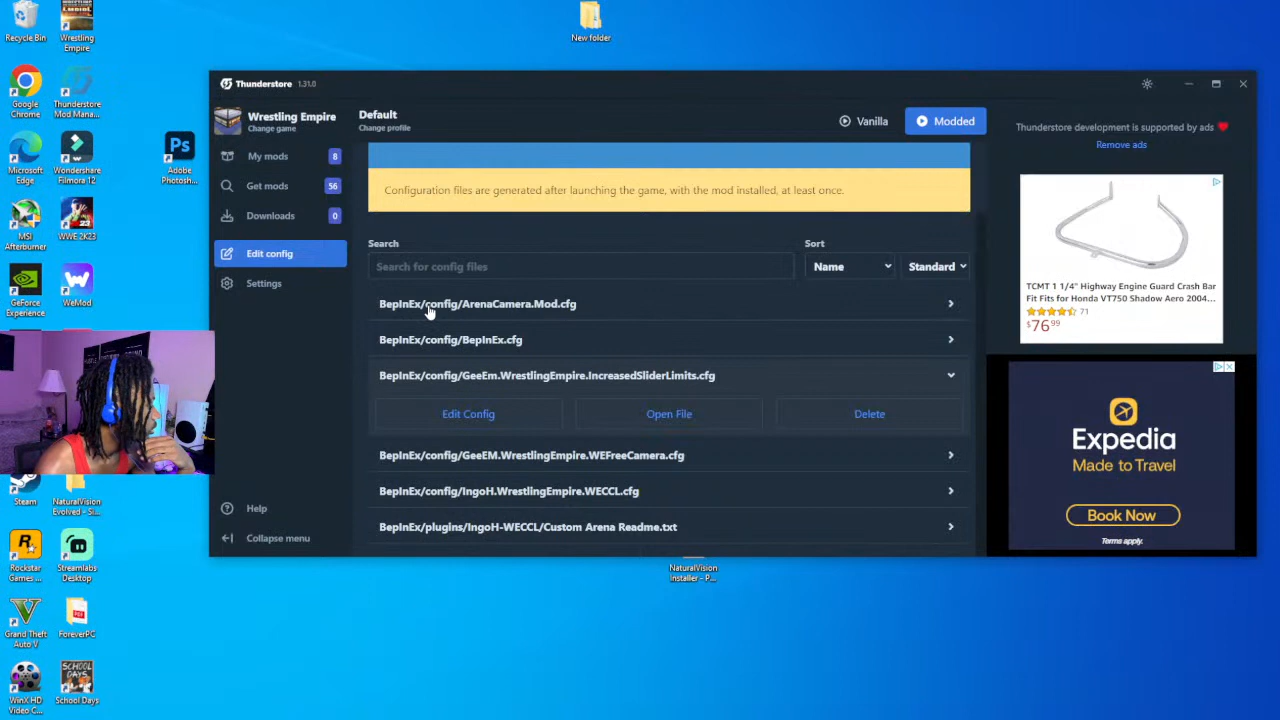 Recycle Bin
Wrestling
Empire
New folder
Google
Chrome
Thunderstore
Mod Mana...
Microsoft
Edge
Wondershare
Filmora 12
Adobe
Photosh...
MSI
Afterburner
WWE 2K23
GeForce
Experience
WeMod
Steam
NaturalVision
Evolved - Si...
Rockstar
Games ...
Streamlabs
Desktop
Grand Theft
Auto V
ForeverPC
WinX HD
Video C...
School Days
NaturalVision
Installer - P...
Thunderstore 1.31.0
Wrestling Empire
Change game
My mods 8
Get mods 56
Downloads 0
Edit config
Settings
Help
Collapse menu
Default
Change profile
Vanilla
Modded
Configuration files are generated after launching the game, with the mod installed, at least once.
Search
Sort
Search for config files
Name
Standard
BepInEx/config/ArenaCamera.Mod.cfg
BepInEx/config/BepInEx.cfg
BepInEx/config/GeeEm.WrestlingEmpire.IncreasedSliderLimits.cfg
Edit Config
Open File
Delete
BepInEx/config/GeeEM.WrestlingEmpire.WEFreeCamera.cfg
BepInEx/config/IngoH.WrestlingEmpire.WECCL.cfg
BepInEx/plugins/IngoH-WECCL/Custom Arena Readme.txt
Thunderstore development is supported by ads
Remove ads
TCMT 1 1/4" Highway Engine Guard Crash Bar
Fit Fits for Honda VT750 Shadow Aero 2004...
71
$76 99
Expedia
Made to Travel
Book Now
Terms apply.